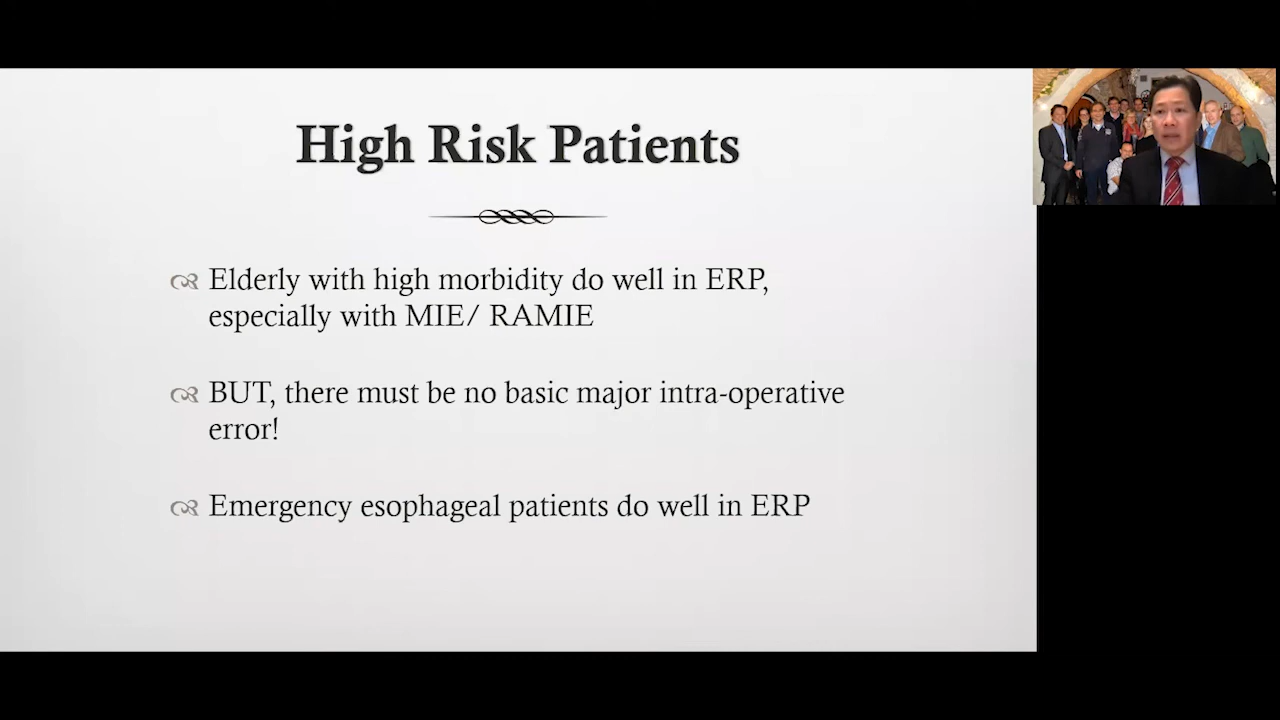 High Risk Patients
Elderly with high morbidity do well in ERP,
especially with MIE/ RAMIE
BUT, there must be no basic major intra-operative
error!
Emergency esophageal patients do well in ERP